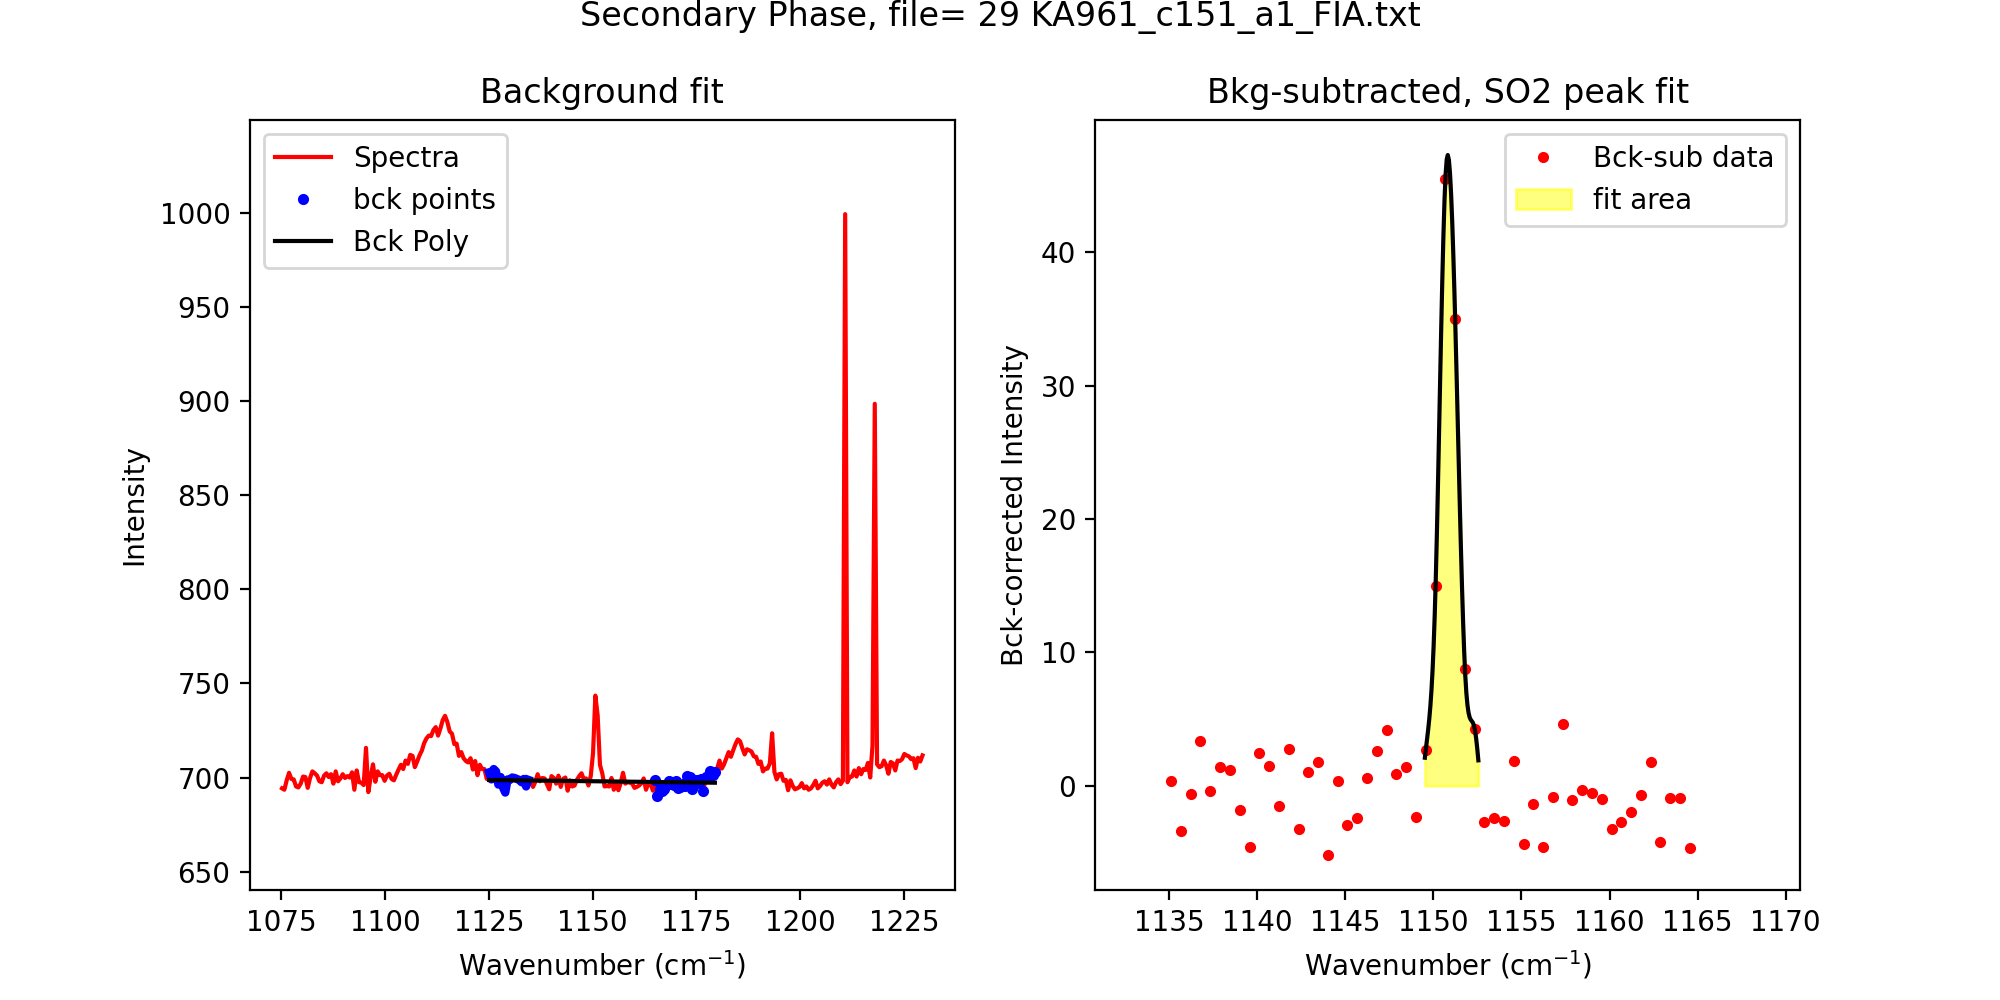 Secondary Phase, file= 29 KA961_c151_a1_FIA.txt
Background fit
Spectra
bck points
Bck Poly
1000
950
900
850
800
750
700
650
Intensity
1075 1100 1125 1150 1175 1200 1225
Wavenumber (cm⁻¹)
Bkg-subtracted, SO2 peak fit
Bck-sub data
fit area
40
30
20
10
0
Bck-corrected Intensity
1135 1140 1145 1150 1155 1160 1165 1170
Wavenumber (cm⁻¹)